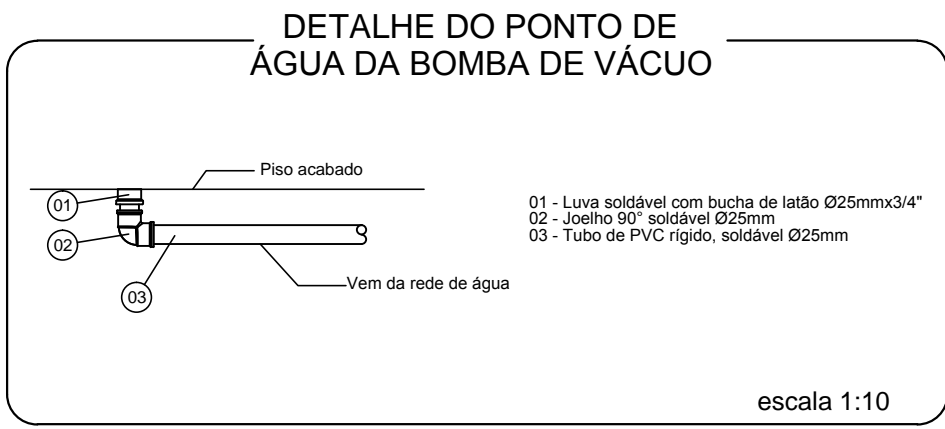 DETALHE DO PONTO DE
ÁGUA DA BOMBA DE VÁCUO
Piso acabado
01
02
03
Vem da rede de água
01 - Luva soldável com bucha de latão Ø25mmx3/4"
02 - Joelho 90° soldável Ø25mm
03 - Tubo de PVC rígido, soldável Ø25mm
escala 1:10